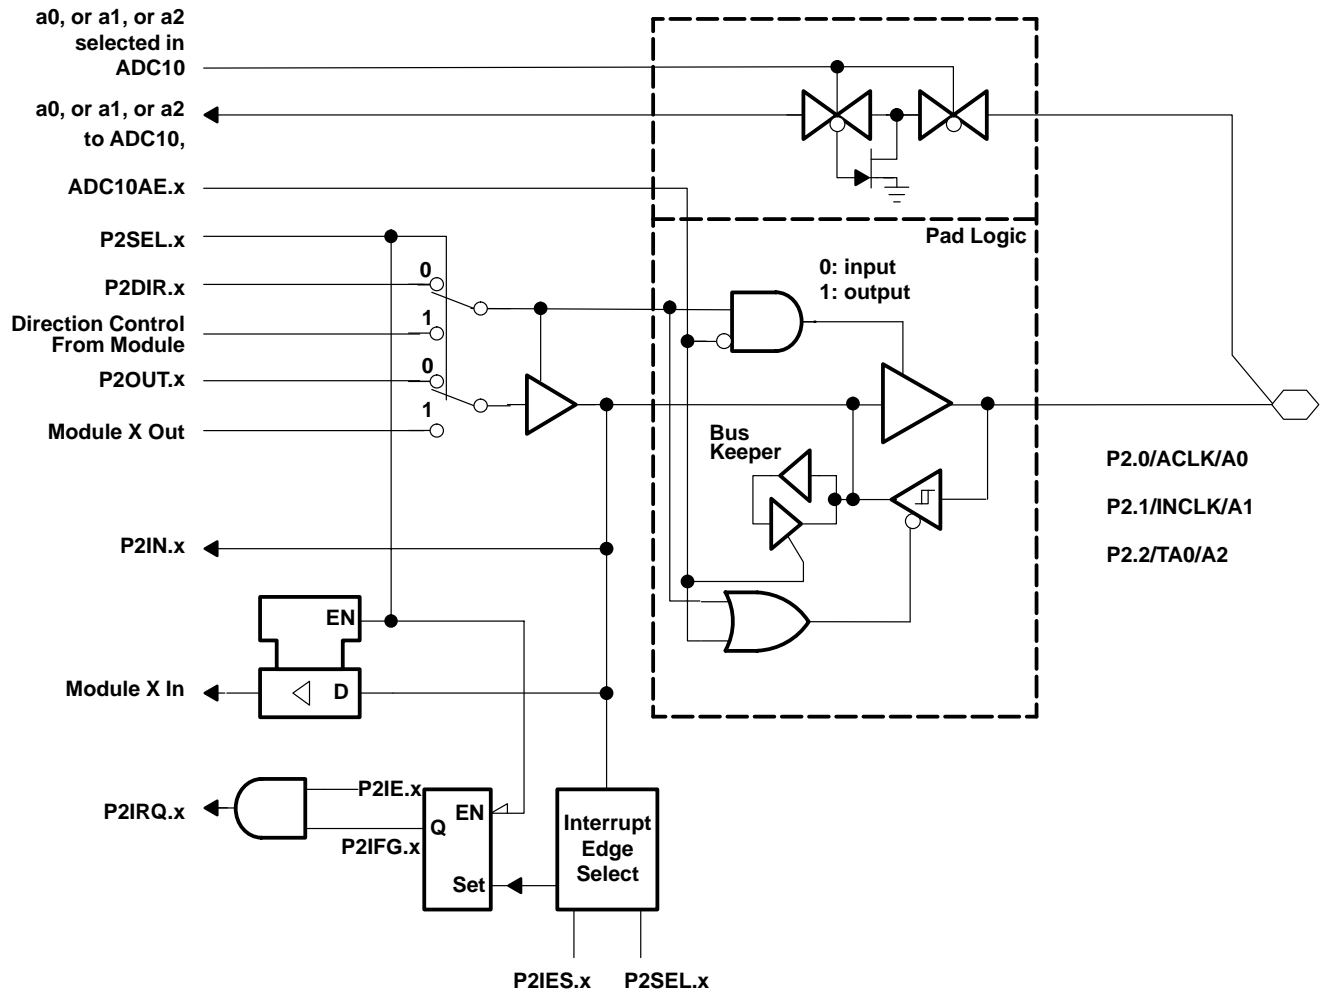 a0, or a1, or a2
selected in
ADC10
a0, or a1, or a2
to ADC10,
ADC10AE.x
P2SEL.x
0
P2DIR.x
Direction Control
From Module
1
P2OUT.x
0
1
Module X Out
Pad Logic
0: input
1: output
Bus
Keeper
P2.0/ACLK/A0
P2.1/INCLK/A1
P2.2/TA0/A2
P2IN.x
EN
Module X In
D
P2IRQ.x
P2IE.x
P2IFG.x
EN
Q
Set
Interrupt
Edge
Select
P2IES.x
P2SEL.x